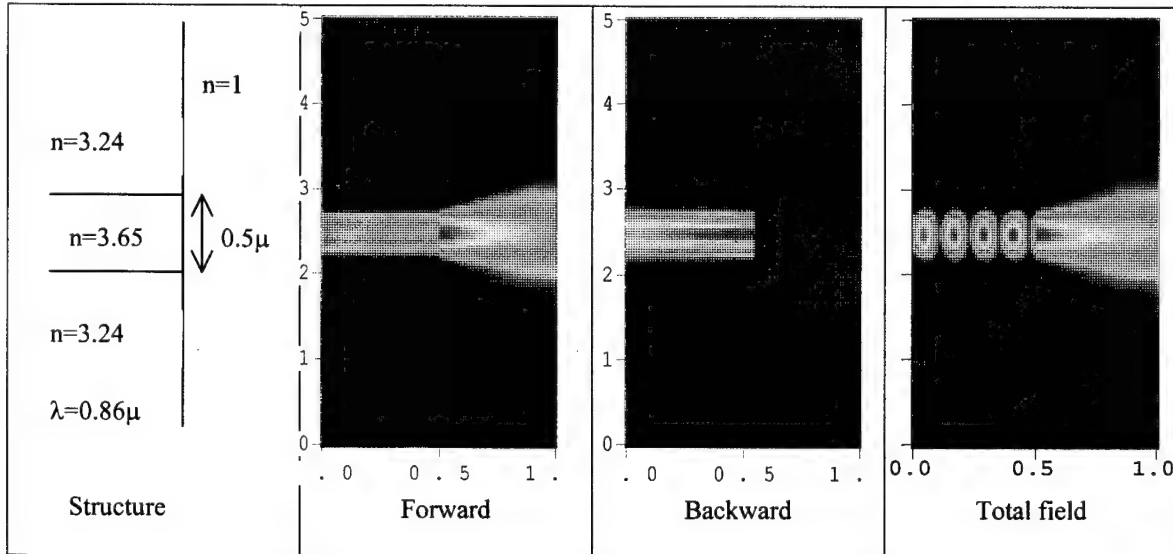 n=1
n=3.24
n=3.65
0.5µ
n=3.24
λ=0.86µ
Structure
5
4
3
2
1
0
. 0 0 . 5 1 .
Forward
5
4
3
2
1
0
. 0 0 . 5 1 .
Backward
0.0 0.5 1.0
Total field